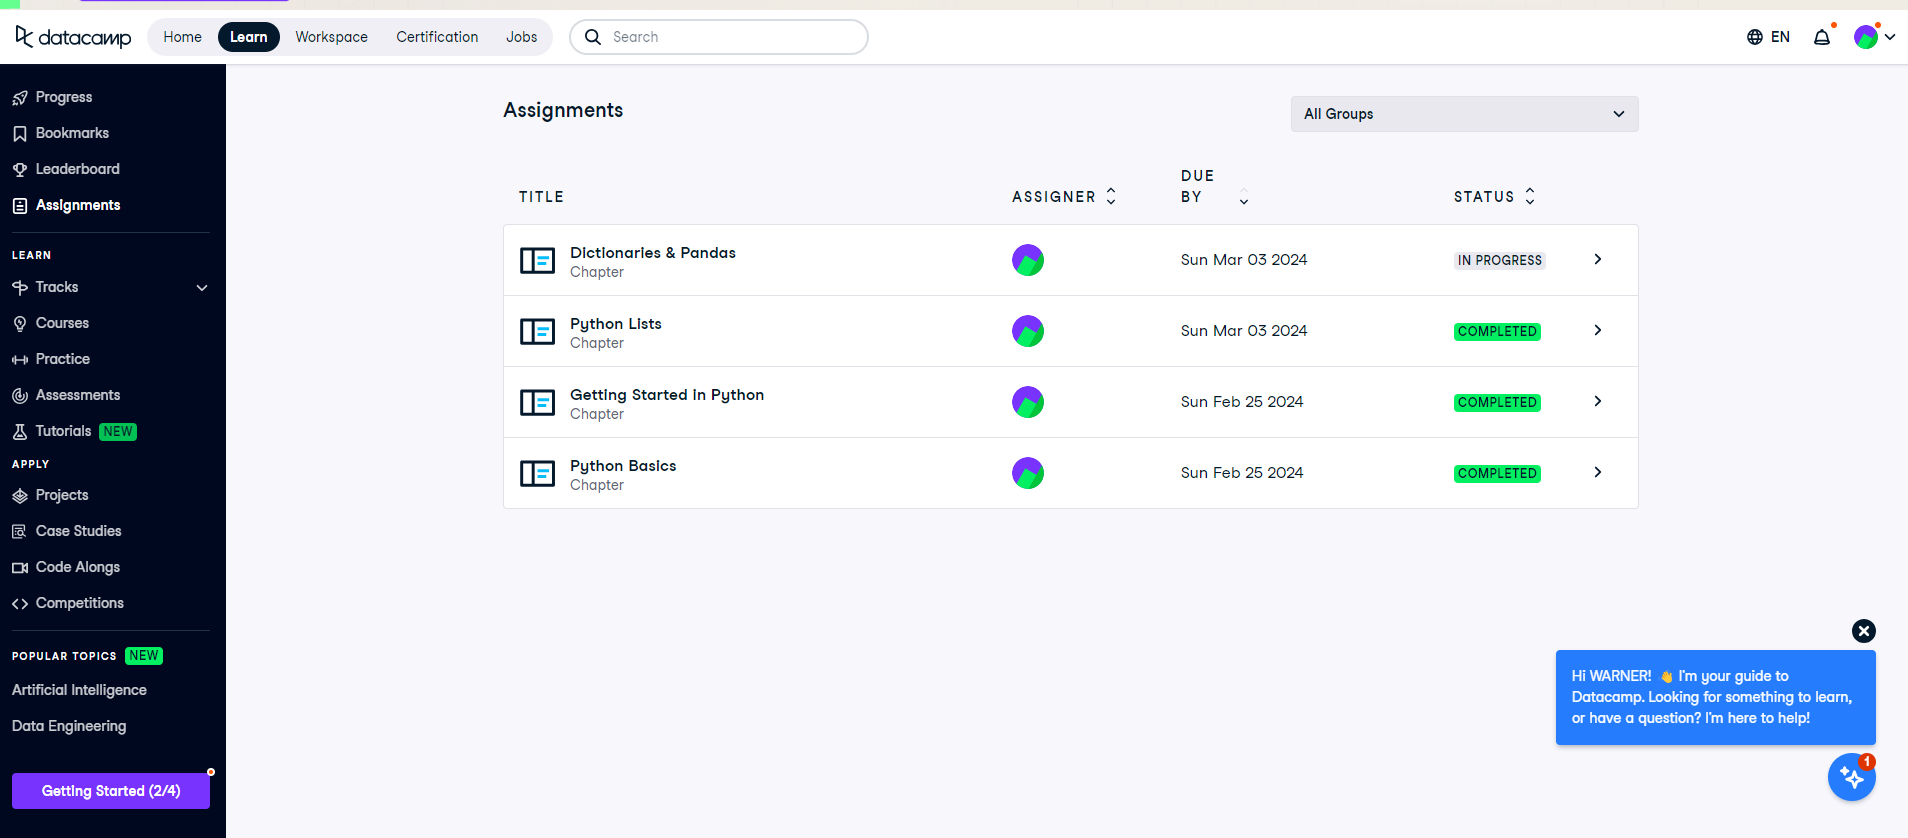 datacamp
Home Learn Workspace Certification Jobs
Search
EN
Progress
Bookmarks
Leaderboard
Assignments
LEARN
Tracks
Courses
Practice
Assessments
Tutorials NEW
APPLY
Projects
Case Studies
Code Alongs
Competitions
POPULAR TOPICS NEW
Artificial Intelligence
Data Engineering
Getting Started (2/4)
Assignments
All Groups
TITLE ASSIGNER DUE BY STATUS
Dictionaries & Pandas
Chapter
Sun Mar 03 2024
IN PROGRESS
Python Lists
Chapter
Sun Mar 03 2024
COMPLETED
Getting Started in Python
Chapter
Sun Feb 25 2024
COMPLETED
Python Basics
Chapter
Sun Feb 25 2024
COMPLETED
Hi WARNER! 👋 I'm your guide to
Datacamp. Looking for something to learn,
or have a question? I'm here to help!
1